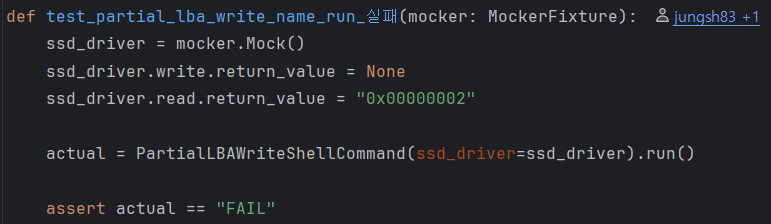 def test_partial_lba_write_name_run_실패(mocker: MockerFixture): jungsh83 +1
    ssd_driver = mocker.Mock()
    ssd_driver.write.return_value = None
    ssd_driver.read.return_value = "0x00000002"

    actual = PartialLBAWriteShellCommand(ssd_driver=ssd_driver).run()

    assert actual == "FAIL"